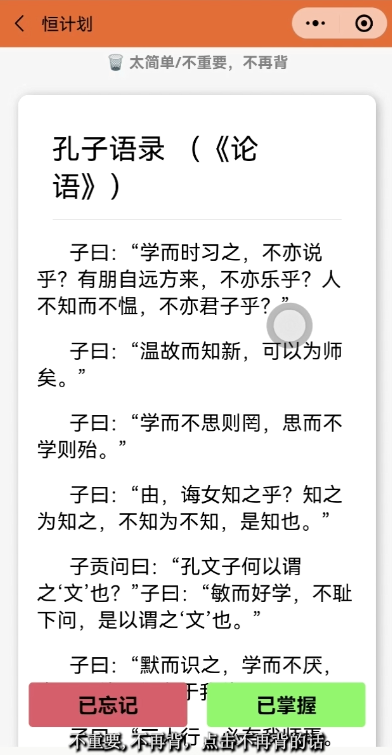 恒计划
太简单/不重要，不再背
孔子语录 （《论
语》）
子曰：“学而时习之，不亦说
乎？有朋自远方来，不亦乐乎？人
不知而不愠，不亦君子乎？”
子曰：“温故而知新，可以为师
矣。”
子曰：“学而不思则罔，思而不
学则殆。”
子曰：“由，诲女知之乎？知之
为知之，不知为不知，是知也。”
子贡问曰：“孔文子何以谓
之‘文’也？”子曰：“敏而好学，不耻
下问，是以谓之‘文’也。”
子曰：“默而识之，学而不厌，
已忘记
已掌握
不重要，不再背，点击不再背的话